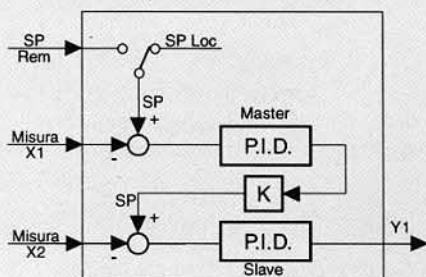 SP
Rem
SP Loc
SP
+
Master
Misura
X1
-
P.I.D.
K
SP
+
Misura
X2
-
P.I.D.
Y1
Slave